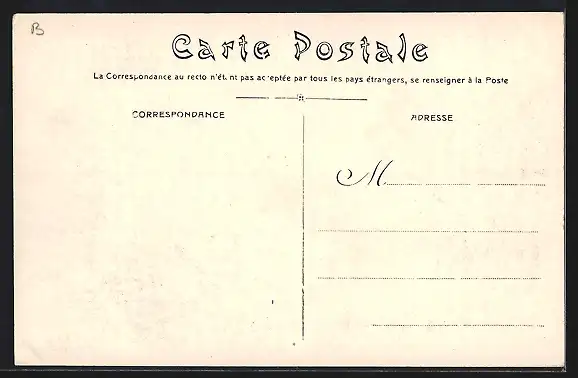 B
Carte Postale
La Correspondance au recto n'ét nt pas acceptée par tous les pays étrangers, se renseigner à la Poste
CORRESPONDANCE
ADRESSE
M